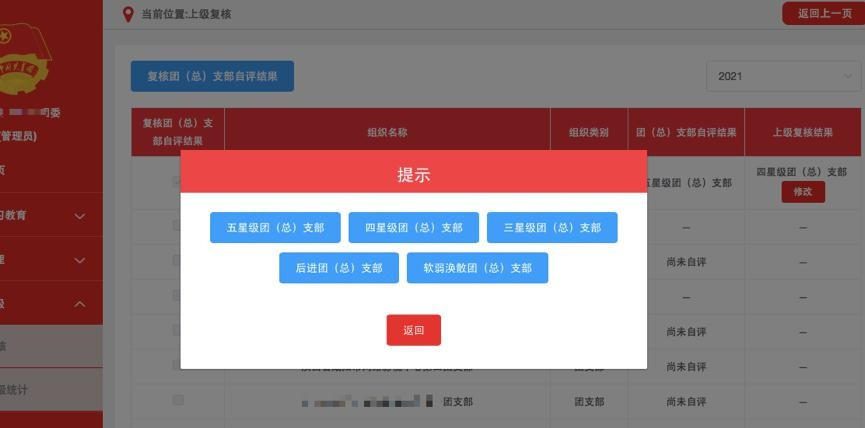 当前位置:上级复核
返回上一页
复核团（总）支部自评结果
2021
司委
管理员)
页
习教育
理
级
核
级统计
复核团（总）支部自评结果
组织名称
组织类别
团（总）支部自评结果
上级复核结果
五星级团（总）支部
四星级团（总）支部
修改
提示
五星级团（总）支部
四星级团（总）支部
三星级团（总）支部
后进团（总）支部
软弱涣散团（总）支部
返回
—
—
尚未自评
—
—
—
尚未自评
—
团支部
尚未自评
—
团支部
团支部
尚未自评
—